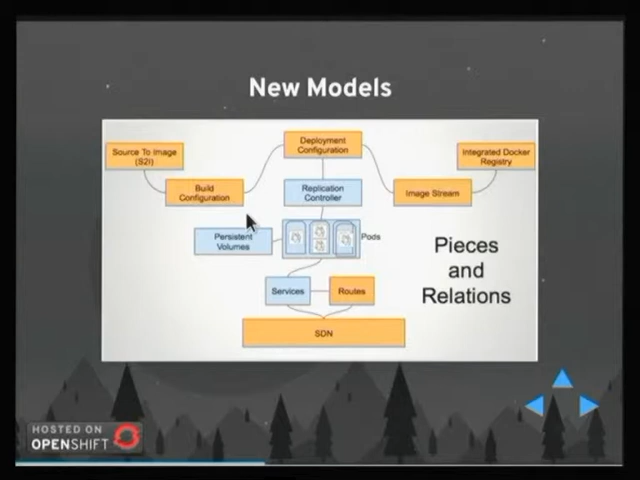 New Models
Source To Image
(S2I)
Deployment
Configuration
Integrated Docker
Registry
Build
Configuration
Replication
Controller
Image Stream
Persistent
Volumes
Pods
Pieces
and
Relations
Services
Routes
SDN
HOSTED ON
OPENSHIFT